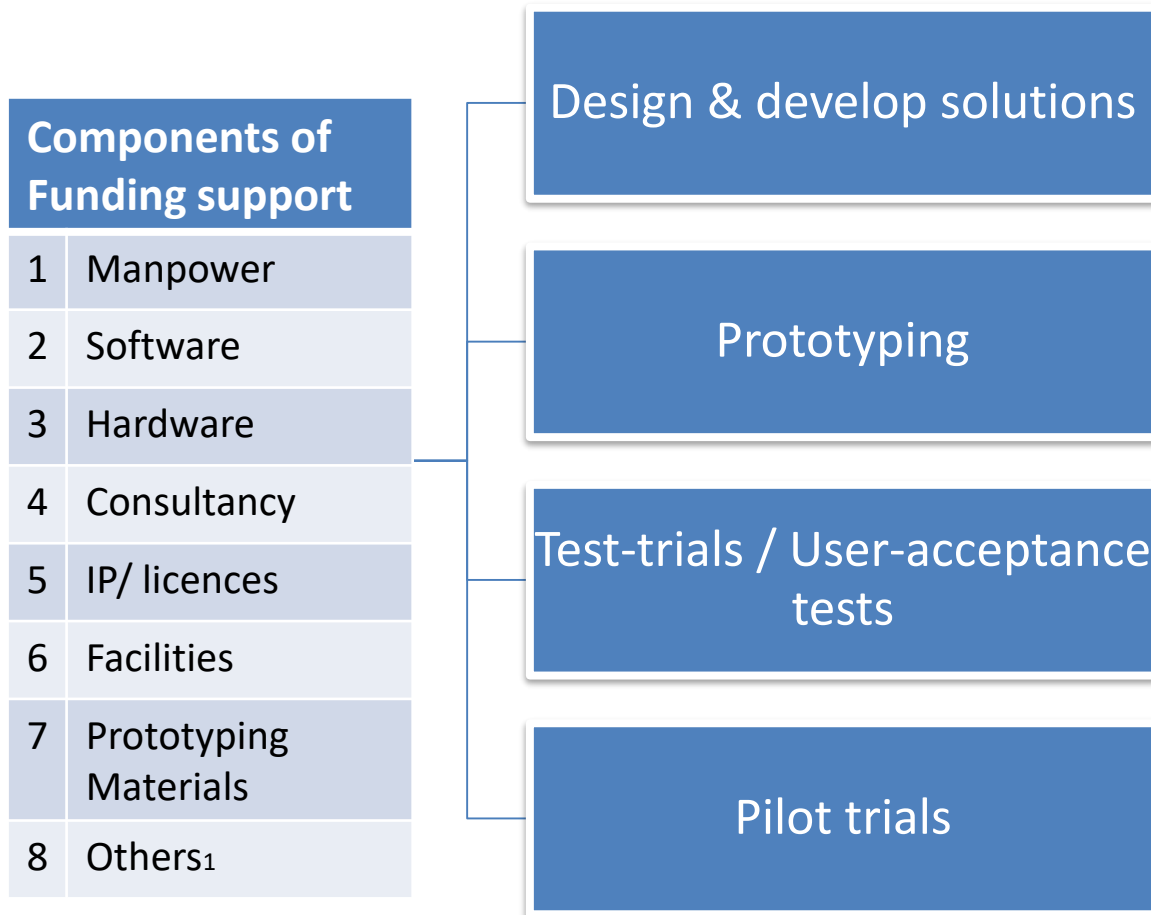 Components of
Funding support
1 Manpower
2 Software
3 Hardware
4 Consultancy
5 IP/ licences
6 Facilities
7 Prototyping
Materials
8 Others1
Design & develop solutions
Prototyping
Test-trials / User-acceptance
tests
Pilot trials